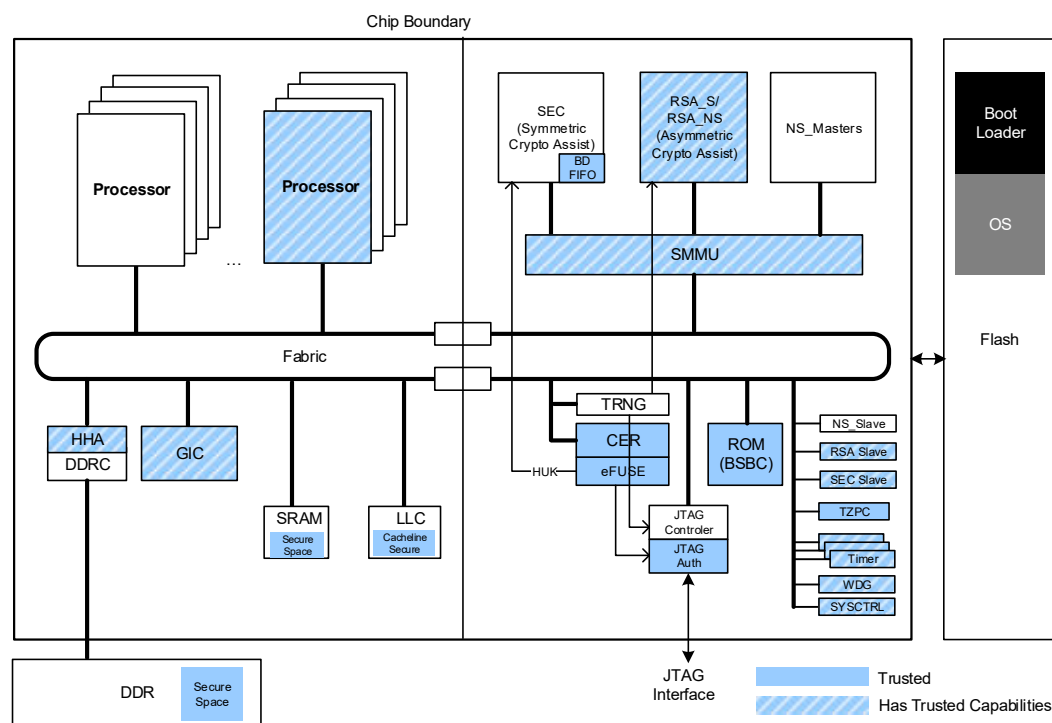 Chip Boundary
Processor
Processor
...
SEC
(Symmetric
Crypto Assist)
BD
FIFO
RSA_S/
RSA_NS
(Asymmetric
Crypto Assist)
NS_Masters
SMMU
Boot
Loader
OS
Flash
Fabric
HHA
DDRC
GIC
SRAM
Secure
Space
LLC
Cacheline
Secure
TRNG
CER
eFUSE
HUK
ROM
(BSBC)
JTAG
Controler
JTAG
Auth
NS_Slave
RSA Slave
SEC Slave
TZPC
Timer
WDG
SYSCTRL
DDR
Secure
Space
JTAG
Interface
Trusted
Has Trusted Capabilities